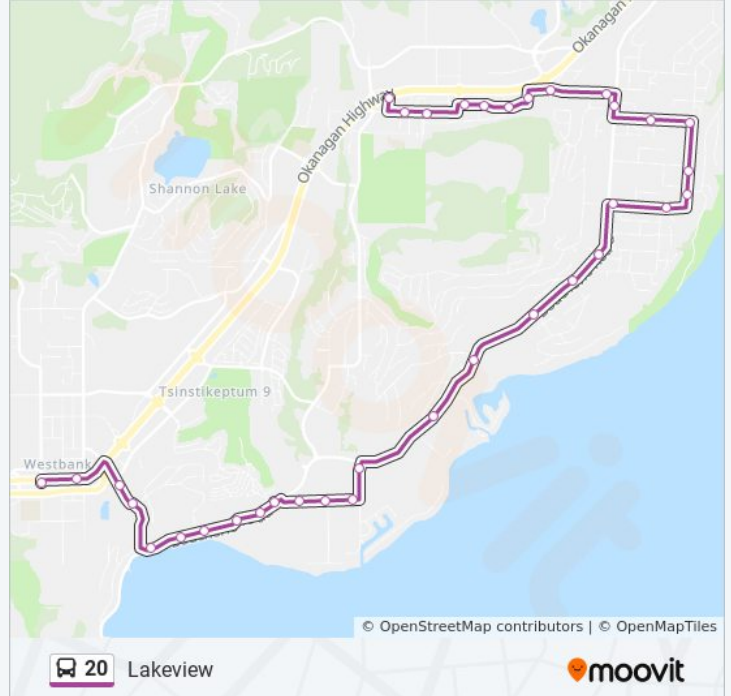 Okanagan
Okanagan Highway
Shannon Lake
Tsinstikeptum 9
Westbank
© OpenStreetMap contributors | © OpenMapTiles
20 Lakeview
moovit